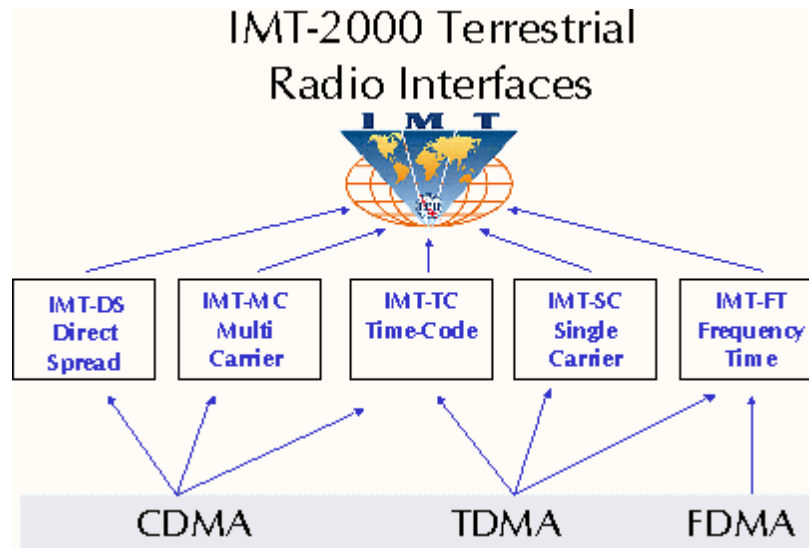 IMT-2000 Terrestrial
Radio Interfaces
I M T
IMT-DS
Direct
Spread
IMT-MC
Multi
Carrier
IMT-TC
Time-Code
IMT-SC
Single
Carrier
IMT-FT
Frequency
Time
CDMA
TDMA
FDMA